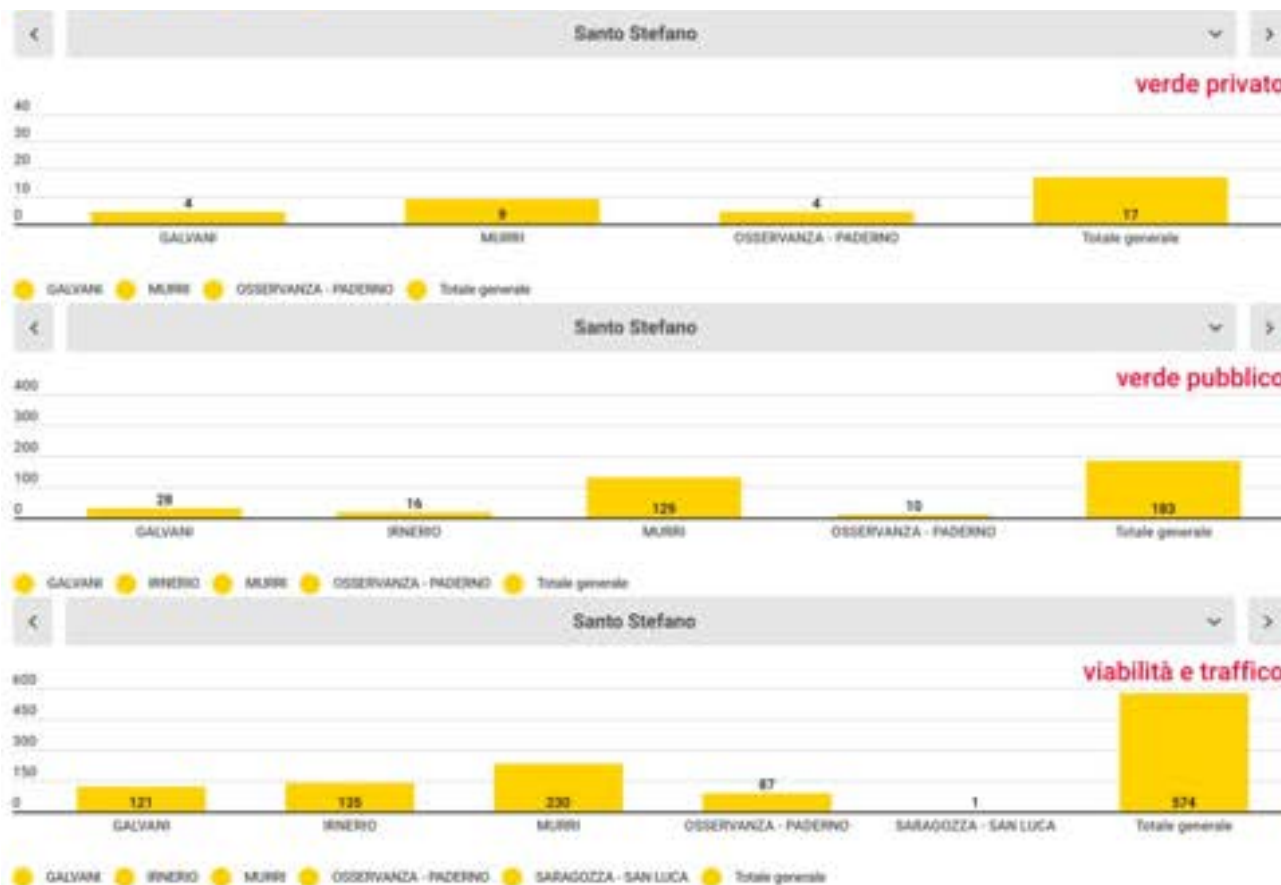 Santo Stefano
verde privato
40
30
20
10
0
4
9
4
17
GALVANI MURRI OSSERVANZA - PADERNO Totale generale
GALVANI MURRI OSSERVANZA - PADERNO Totale generale
Santo Stefano
verde pubblico
400
300
200
100
0
28
16
129
10
183
GALVANI IRNERIO MURRI OSSERVANZA - PADERNO Totale generale
GALVANI IRNERIO MURRI OSSERVANZA - PADERNO Totale generale
Santo Stefano
viabilità e traffico
600
450
300
150
0
121
135
230
87
1
574
GALVANI IRNERIO MURRI OSSERVANZA - PADERNO SARAGOZZA - SAN LUCA Totale generale
GALVANI IRNERIO MURRI OSSERVANZA - PADERNO SARAGOZZA - SAN LUCA Totale generale